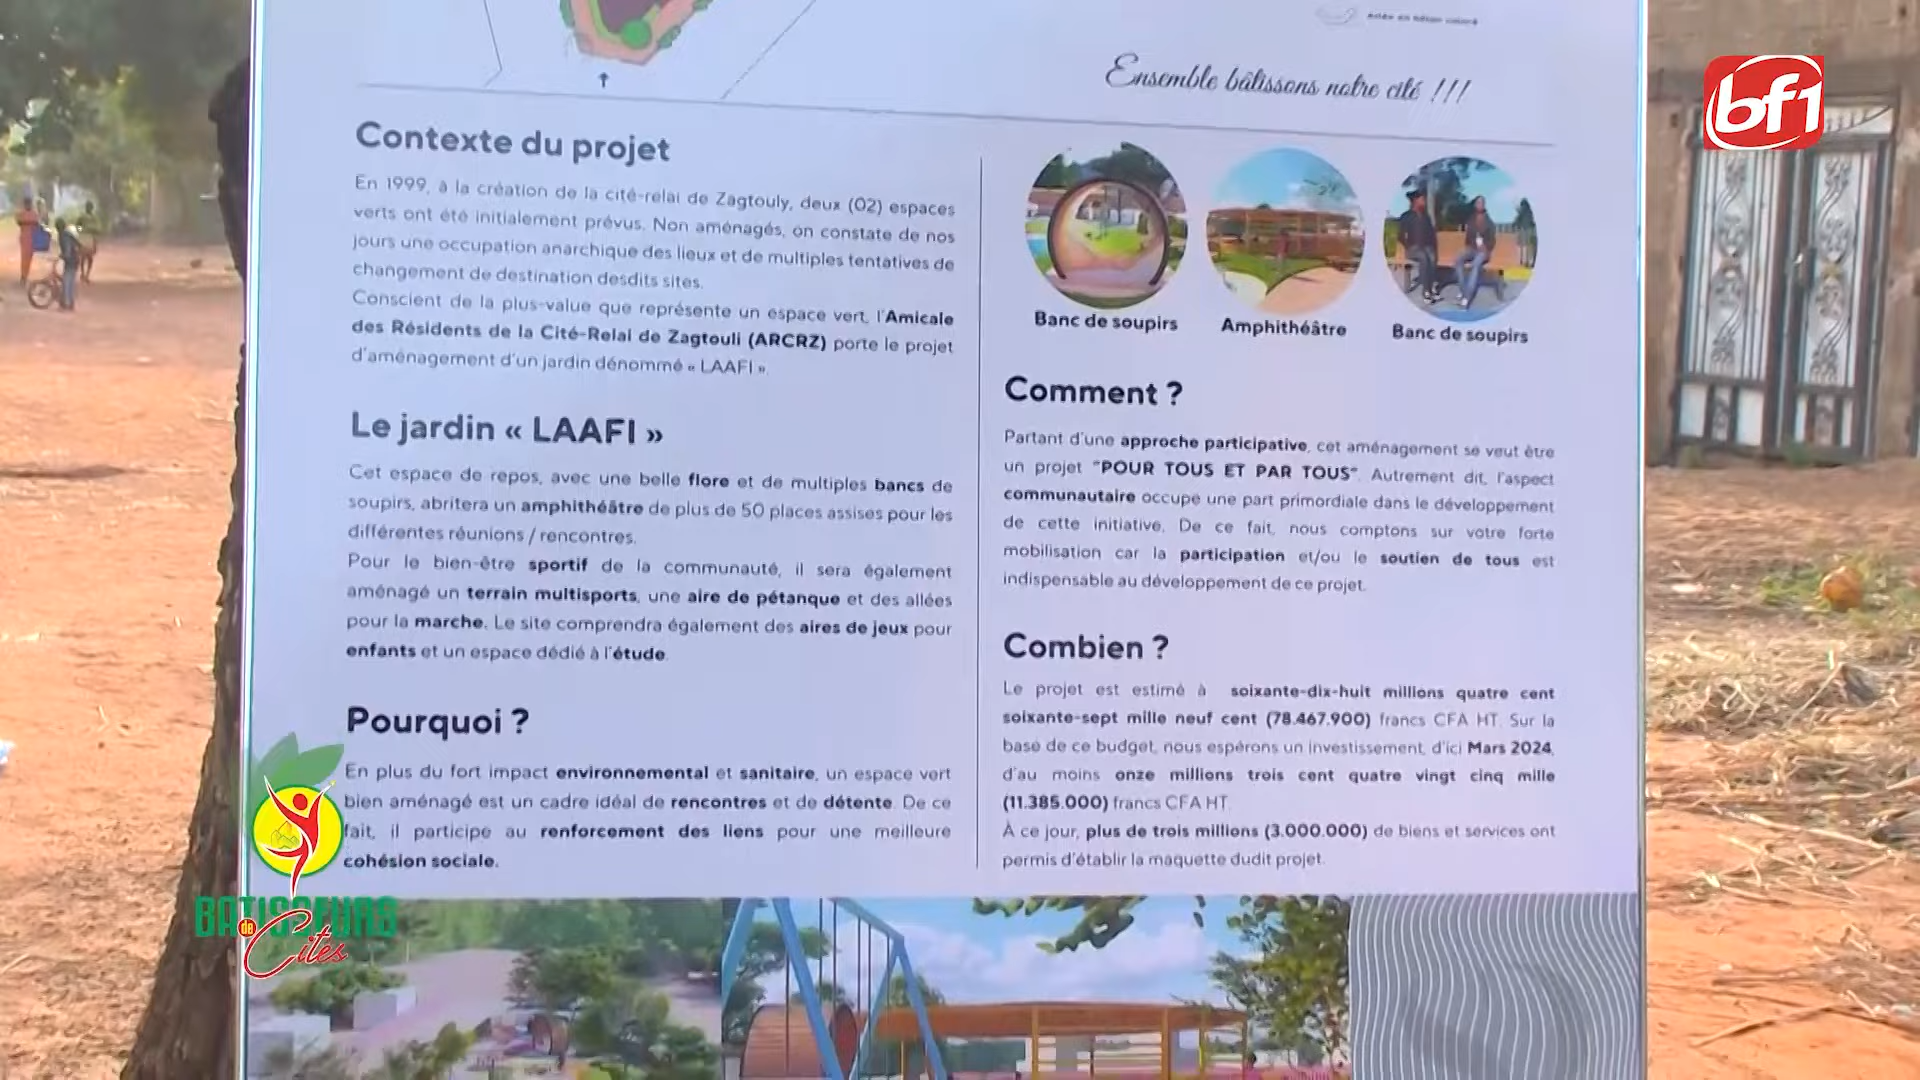 Ensemble bâtissons notre cité !!!
bf1
Contexte du projet
En 1999, à la création de la cité-relai de Zagtouly, deux (02) espaces
verts ont été initialement prévus. Non aménagés, on constate de nos
jours une occupation anarchique des lieux et de multiples tentatives de
changement de destination desdits sites.
Conscient de la plus-value que représente un espace vert, l'Amicale
des Résidents de la Cité-Relai de Zagtouli (ARCRZ) porte le projet
d'aménagement d'un jardin dénommé « LAAFI ».
Le jardin « LAAFI »
Cet espace de repos, avec une belle flore et de multiples bancs de
soupirs, abritera un amphithéâtre de plus de 50 places assises pour les
différentes réunions / rencontres.
Pour le bien-être sportif de la communauté, il sera également
aménagé un terrain multisports, une aire de pétanque et des allées
pour la marche. Le site comprendra également des aires de jeux pour
enfants et un espace dédié à l'étude.
Pourquoi ?
En plus du fort impact environnemental et sanitaire, un espace vert
bien aménagé est un cadre idéal de rencontres et de détente. De ce
fait, il participe au renforcement des liens pour une meilleure
cohésion sociale.
Banc de soupirs
Amphithéâtre
Banc de soupirs
Comment ?
Partant d'une approche participative, cet aménagement se veut être
un projet "POUR TOUS ET PAR TOUS". Autrement dit, l'aspect
communautaire occupe une part primordiale dans le développement
de cette initiative. De ce fait, nous comptons sur votre forte
mobilisation car la participation et/ou le soutien de tous est
indispensable au développement de ce projet.
Combien ?
Le projet est estimé à soixante-dix-huit millions quatre cent
soixante-sept mille neuf cent (78.467.900) francs CFA HT. Sur la
base de ce budget, nous espérons un investissement, d'ici Mars 2024,
d'au moins onze millions trois cent quatre vingt cinq mille
(11.385.000) francs CFA HT.
À ce jour, plus de trois millions (3.000.000) de biens et services ont
permis d'établir la maquette dudit projet.
BATISSEURS
de Cités